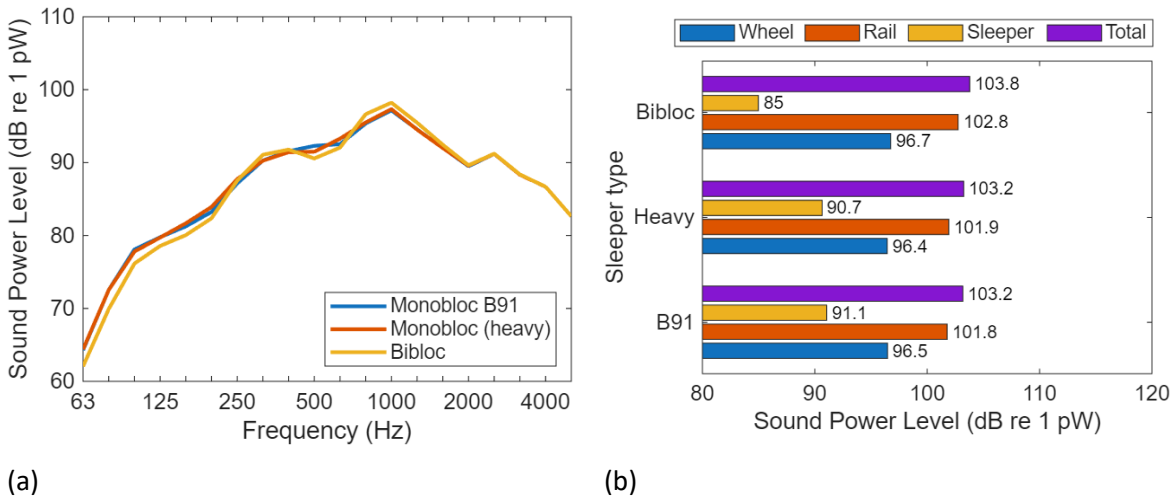 110
100
90
80
70
60
Sound Power Level (dB re 1 pW)
63 125 250 500 1000 2000 4000
Frequency (Hz)
Monobloc B91
Monobloc (heavy)
Bibloc
(a)
Wheel Rail Sleeper Total
Sleeper type
Bibloc
103.8
85
102.8
96.7
Heavy
103.2
90.7
101.9
96.4
B91
103.2
91.1
101.8
96.5
80 90 100 110 120
Sound Power Level (dB re 1 pW)
(b)